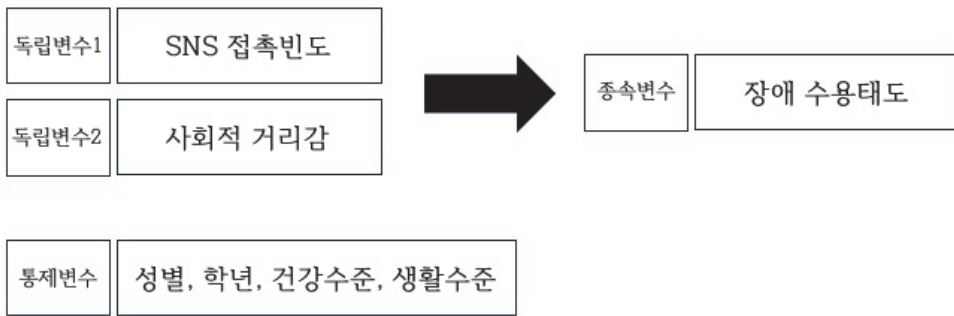 독립변수1
SNS 접촉빈도
독립변수2
사회적 거리감
종속변수
장애 수용태도
통제변수
성별, 학년, 건강수준, 생활수준